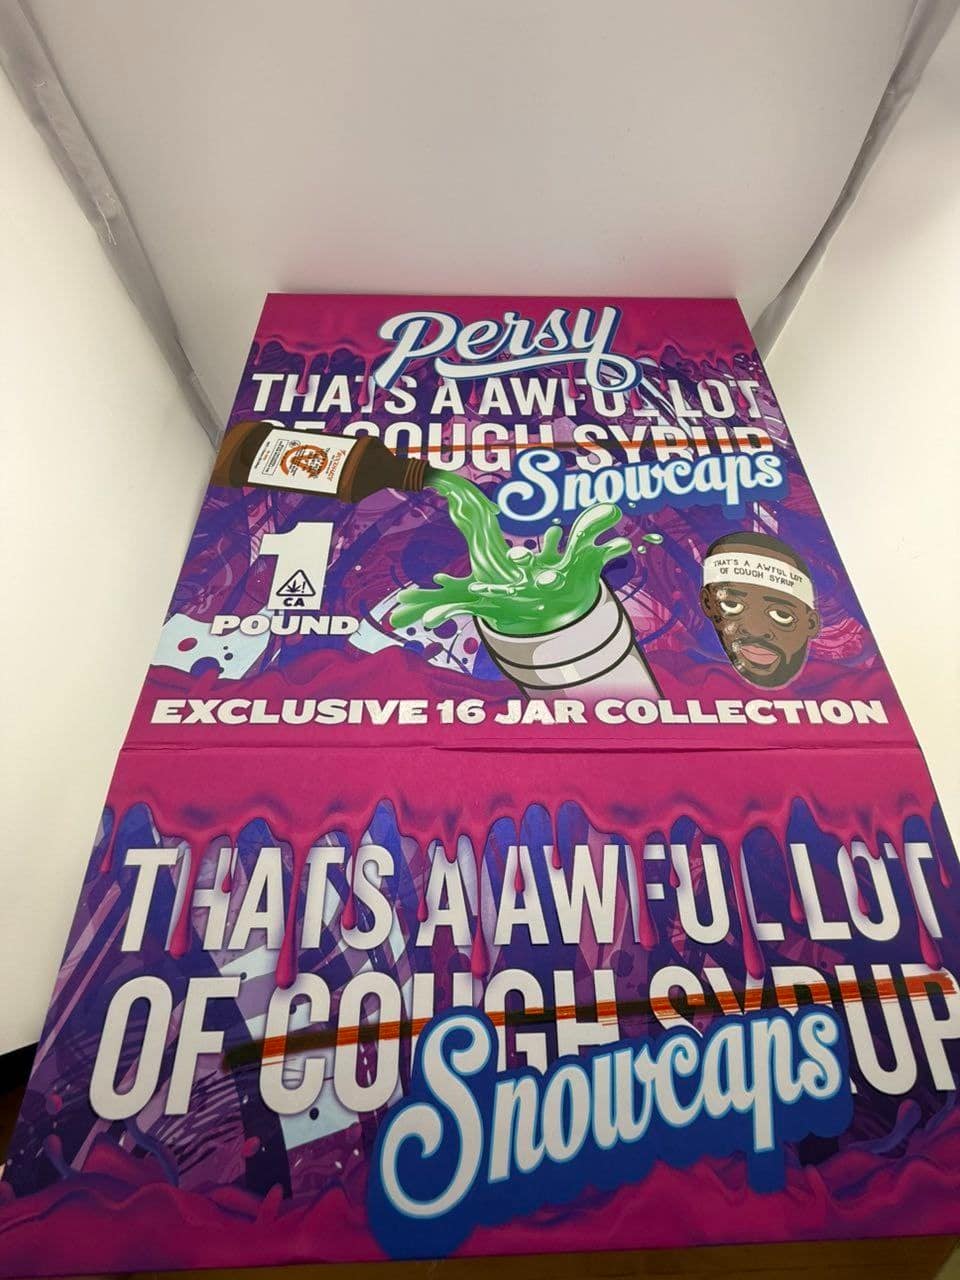 Persy
THATS A AWFUL LOT
OF COUGH SYRUP
Snowcaps
1
CA
POUND
THAT'S A AWFUL LOT
OF COUGH SYRUP
EXCLUSIVE 16 JAR COLLECTION
THATS A AWFUL LOT
OF COUGH SYRUP
Snowcaps